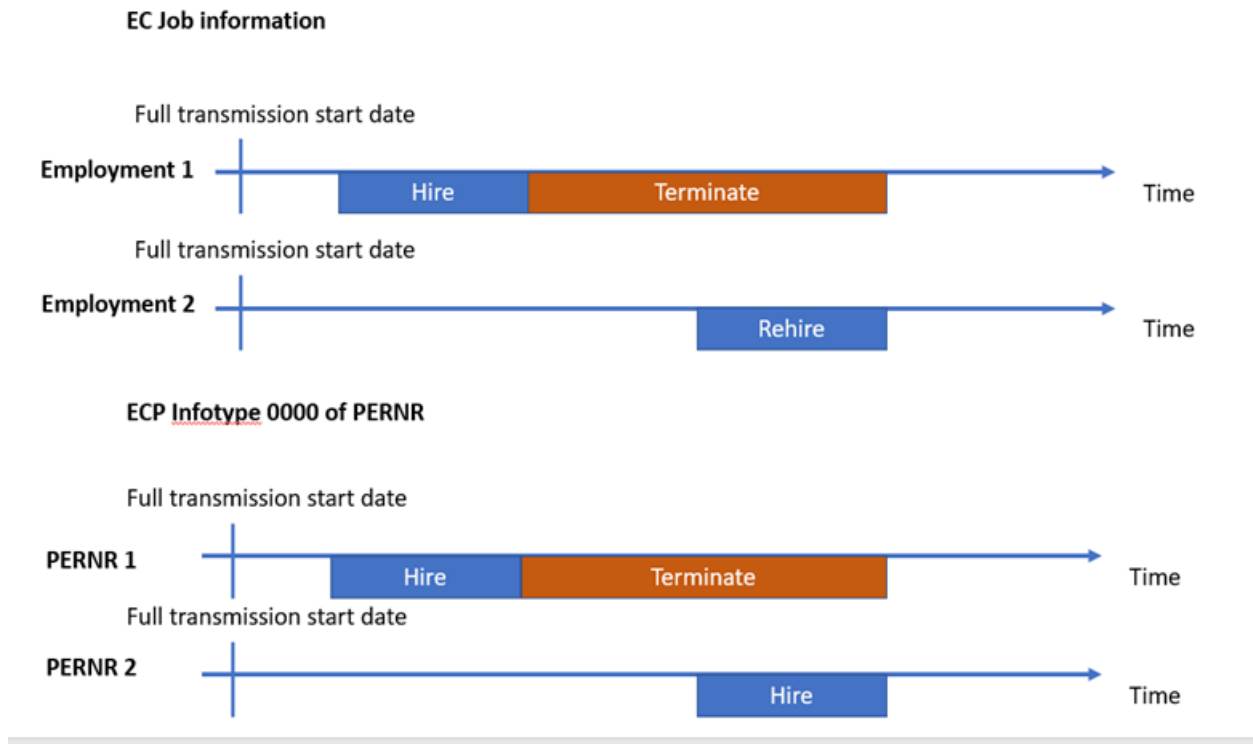 EC Job information
Full transmission start date
Employment 1
Hire
Terminate
Time
Full transmission start date
Employment 2
Rehire
Time
ECP Infotype 0000 of PERNR
Full transmission start date
PERNR 1
Hire
Terminate
Time
Full transmission start date
PERNR 2
Hire
Time